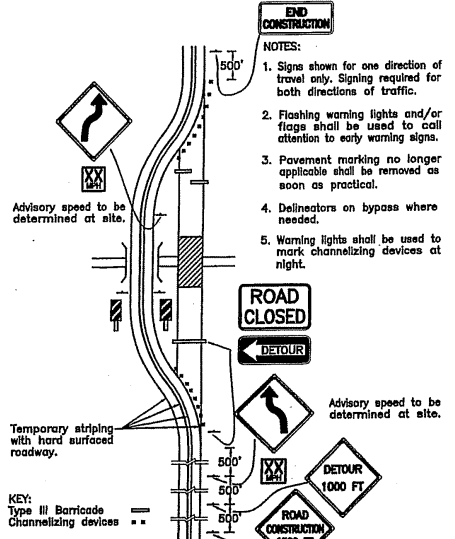 END
CONSTRUCTION
500'
NOTES:
1. Signs shown for one direction of
travel only. Signing required for
both directions of traffic.
2. Flashing warning lights and/or
flags shall be used to call
attention to early warning signs.
3. Pavement marking no longer
applicable shall be removed as
soon as practical.
4. Delineators on bypass where
needed.
5. Warning lights shall be used to
mark channelizing devices at
night.
XX
MPH
Advisory speed to be
determined at site.
ROAD
CLOSED
DETOUR
Advisory speed to be
determined at site.
Temporary striping
with hard surfaced
roadway.
500'
XX
MPH
500'
500'
DETOUR
1000 FT
ROAD
CONSTRUCTION
KEY:
Type III Barricade
Channelizing devices